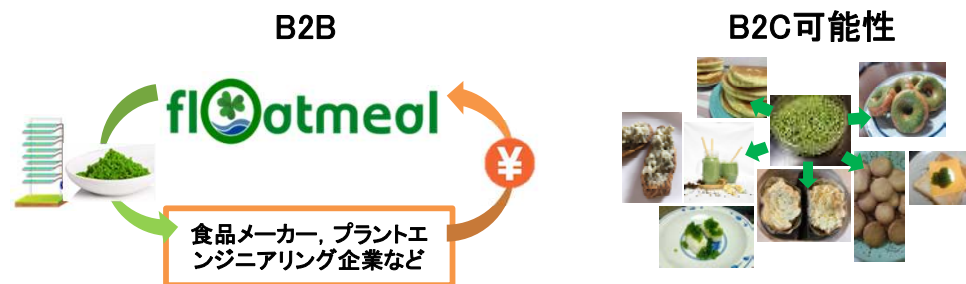 B2B
B2C可能性
flOatmeal
¥
食品メーカー，プラントエ
ンジニアリング企業など